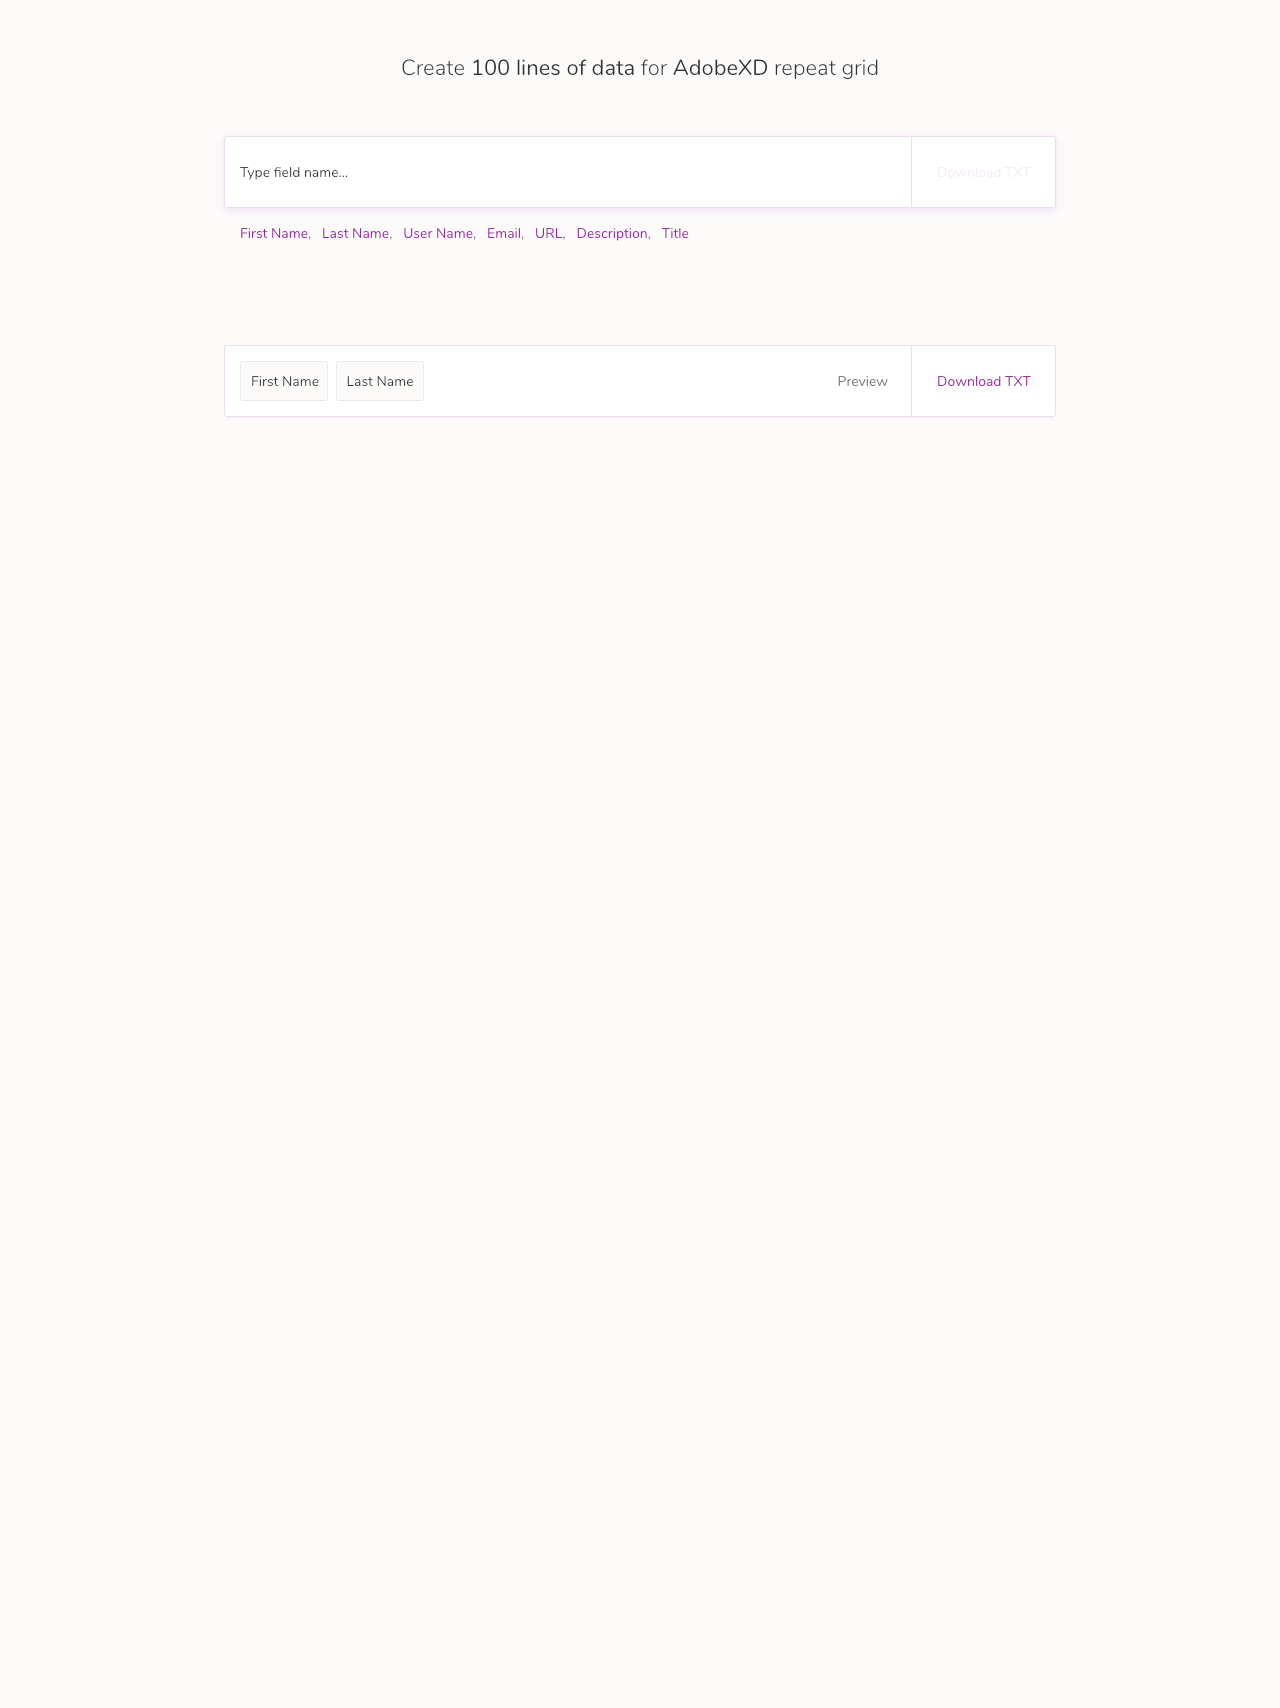 Create 100 lines of data for AdobeXD repeat grid
Type field name... Download TXT
First Name, Last Name, User Name, Email, URL, Description, Title
First Name Last Name Preview Download TXT